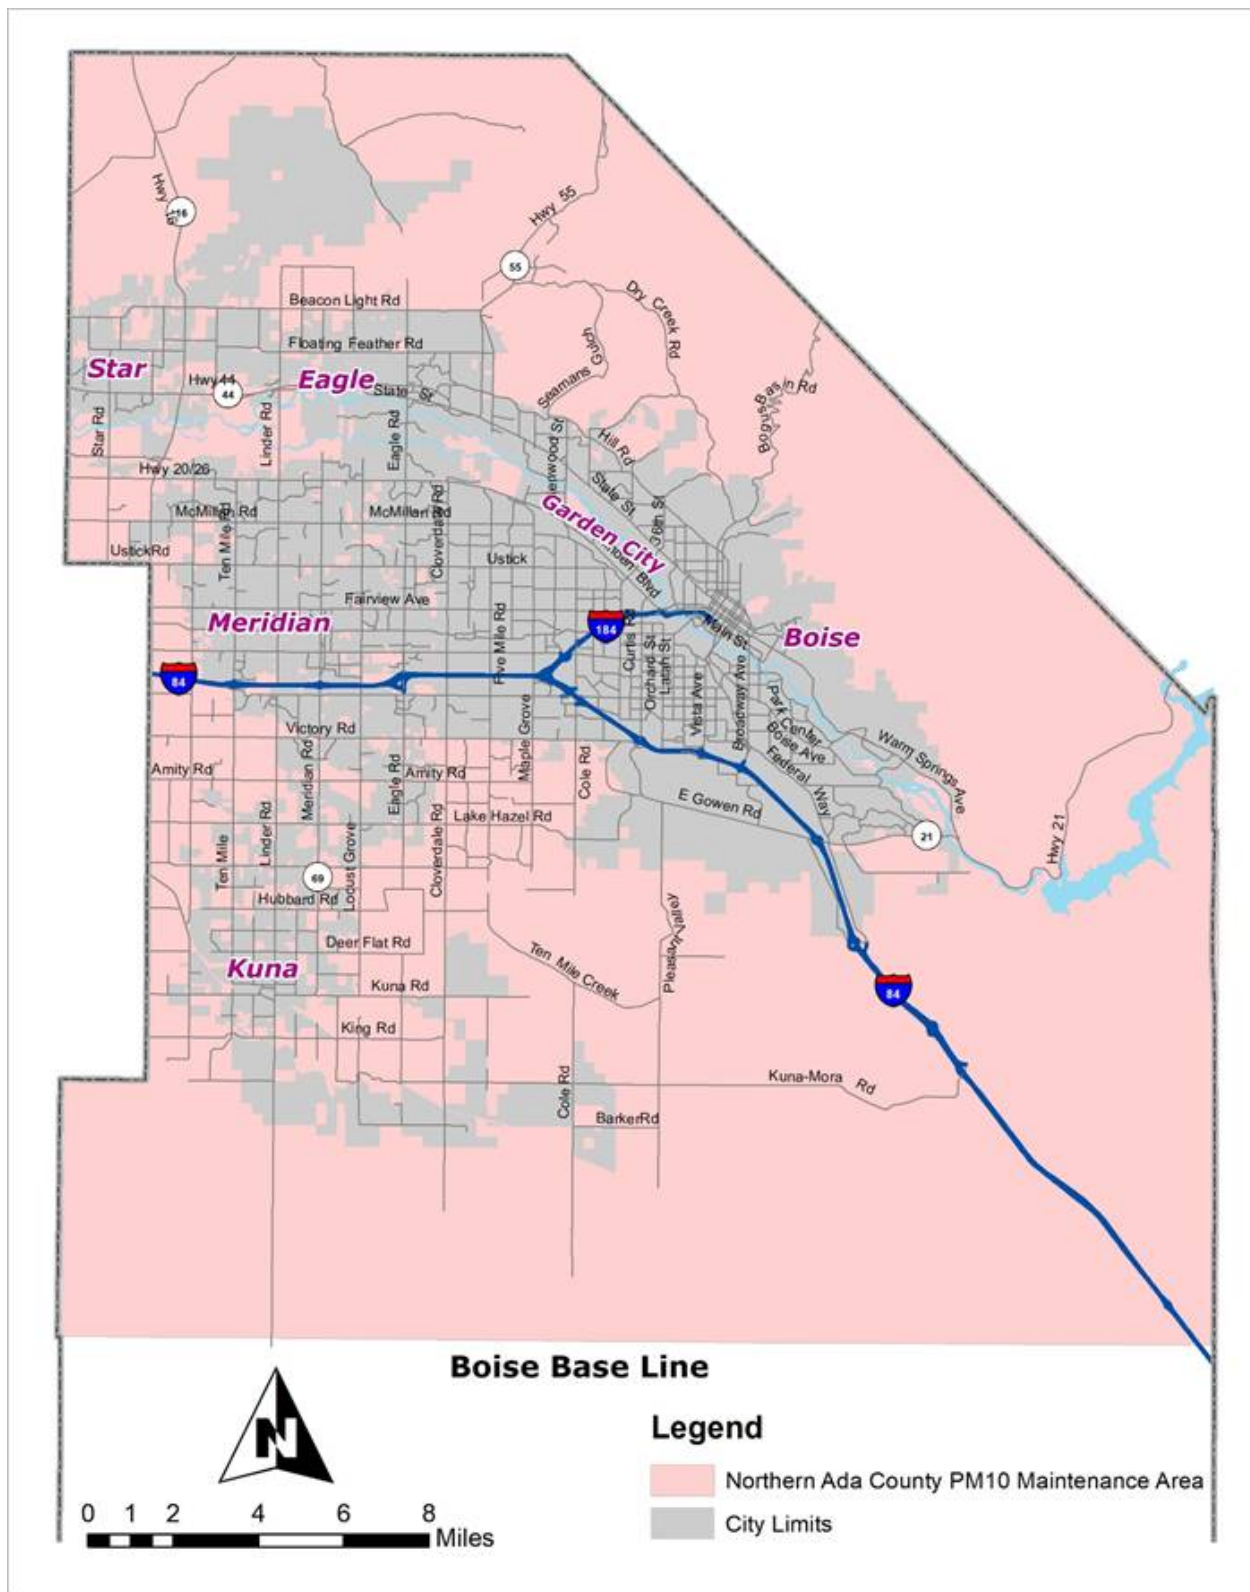 Hwy 16
16
Hwy 55
55
Beacon Light Rd
Dry Creek Rd
Floating Feather Rd
Seamans Gulch
Star
Eagle
Hwy 44
44
State St
Bogus Basin Rd
Star Rd
Linder Rd
Eagle Rd
Hill Rd
Hwy 20/26
State St
Garden City
McMillan Rd
McMillan Rd
Cloverdale Rd
36th St
Ustick Rd
Ten Mile Rd
Ustick
Blvd
Fairview Ave
Meridian
184
Five Mile Rd
Curtis Rd
Main St
Boise
84
Orchard St
Latah St
Vista Ave
Broadway Ave
Park Center
Boise Ave
Victory Rd
Maple Grove
Federal Way
Warm Springs Ave
Amity Rd
Meridian Rd
Eagle Rd
Amity Rd
Cole Rd
E Gowen Rd
Lake Hazel Rd
Linder Rd
Ten Mile
Locust Grove
Cloverdale Rd
21
Hwy 21
69
Hubbard Rd
Deer Flat Rd
Ten Mile Creek
Pleasant Valley
Kuna
Kuna Rd
84
King Rd
Kuna-Mora Rd
Cole Rd
Barker Rd
Boise Base Line
N
Legend
Northern Ada County PM10 Maintenance Area
City Limits
0 1 2 4 6 8
Miles